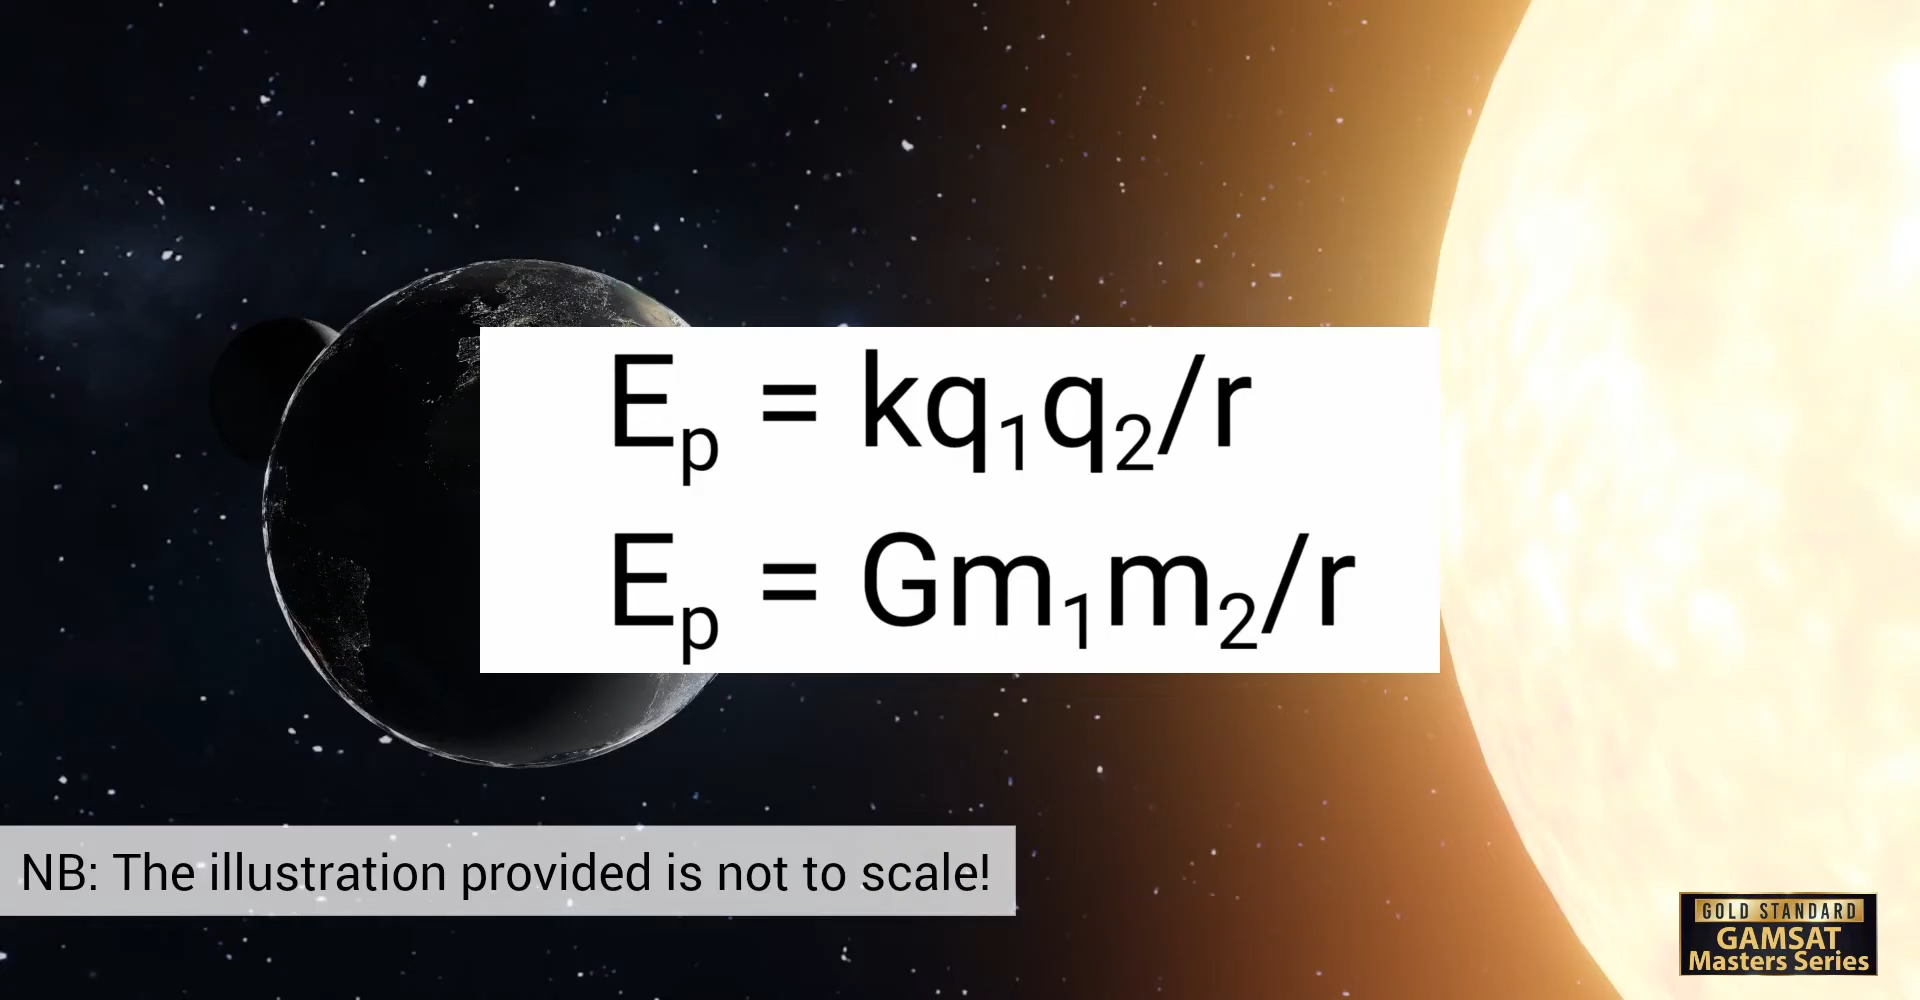 Eₚ = kq₁q₂/r
Eₚ = Gm₁m₂/r
NB: The illustration provided is not to scale!
GOLD STANDARD
GAMSAT
Masters Series